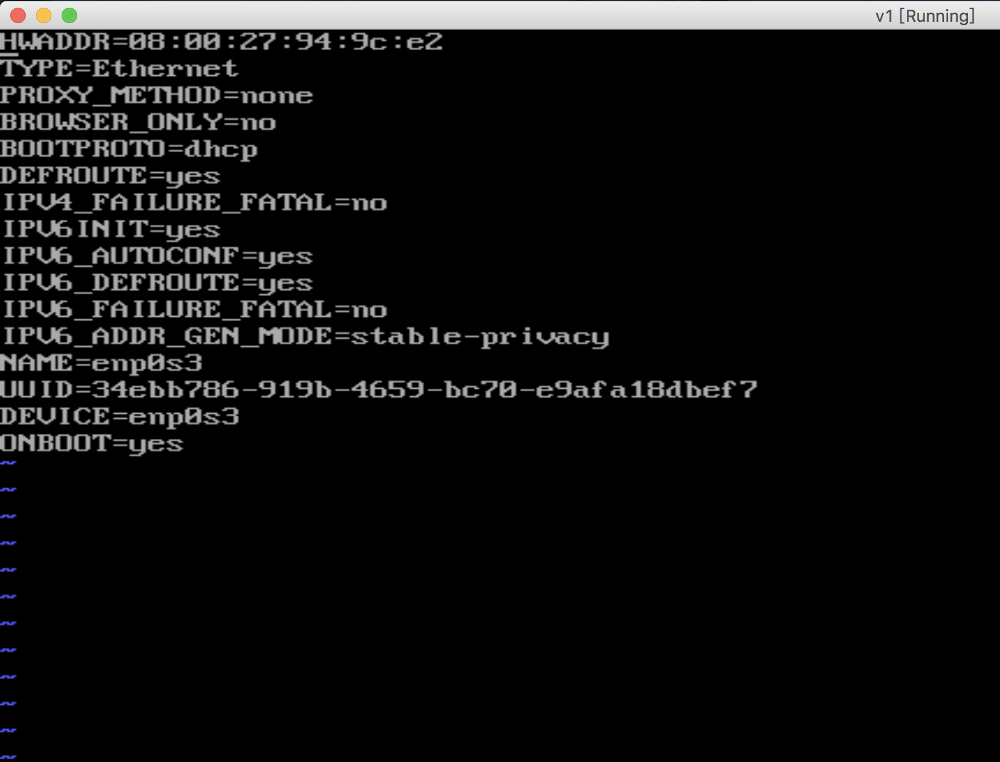 v1 [Running]
HWADDR=08:00:27:94:9c:e2
TYPE=Ethernet
PROXY_METHOD=none
BROWSER_ONLY=no
BOOTPROTO=dhcp
DEFROUTE=yes
IPV4_FAILURE_FATAL=no
IPV6INIT=yes
IPV6_AUTOCONF=yes
IPV6_DEFROUTE=yes
IPV6_FAILURE_FATAL=no
IPV6_ADDR_GEN_MODE=stable-privacy
NAME=enp0s3
UUID=34ebb786-919b-4659-bc70-e9afa18dbef7
DEVICE=enp0s3
ONBOOT=yes
~
~
~
~
~
~
~
~
~
~
~
~